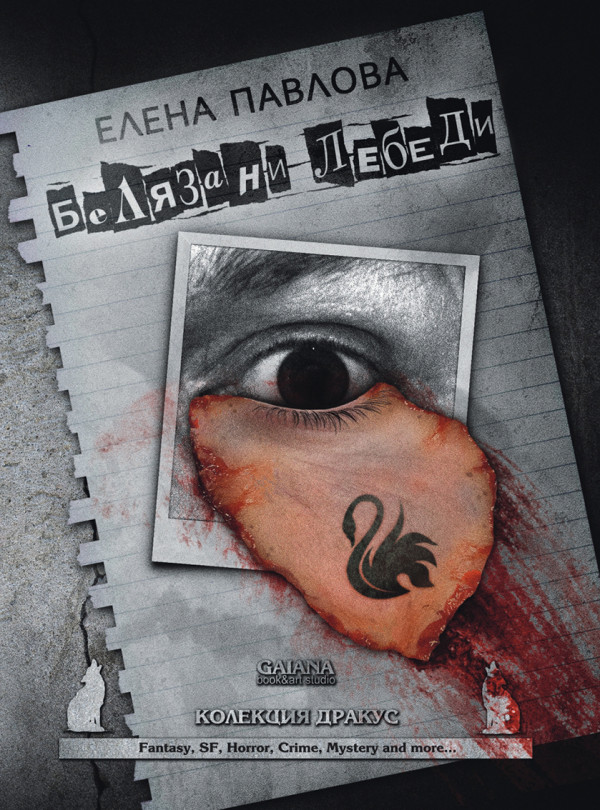 ЕЛЕНА ПАВЛОВА
БеЛЯЗаНИ ЛЕбЕДи
GAIANA
book&art studio
КОЛЕКЦИЯ ДРАКУС
Fantasy, SF, Horror, Crime, Mystery and more...